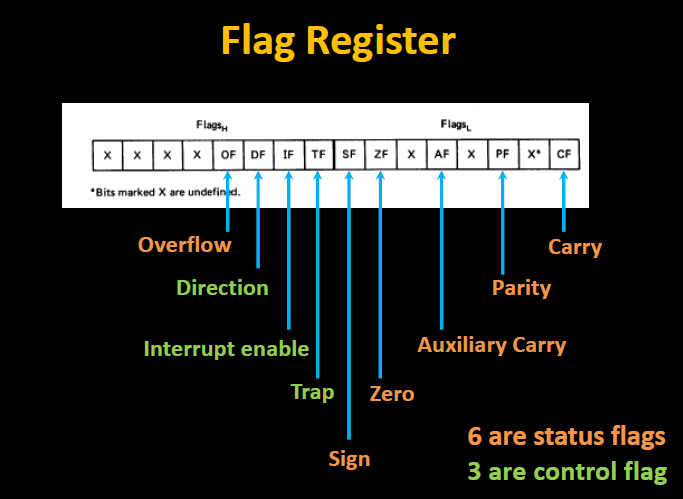 Flag Register
FlagsH FlagsL
X X X X OF DF IF TF SF ZF X AF X PF X* CF
*Bits marked X are undefined.
Overflow Carry
Direction Parity
Interrupt enable Auxiliary Carry
Trap Zero
6 are status flags
Sign
3 are control flag